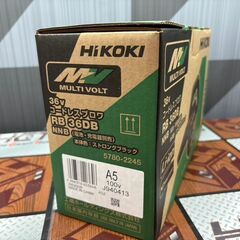 HiKOKI
MV
MULTI VOLT
36V
コードレスブロワ
RB 36DB
NNB
(電池・充電器別売)
本体色:ストロングブラック
5780-2245
A5
100V
J940413